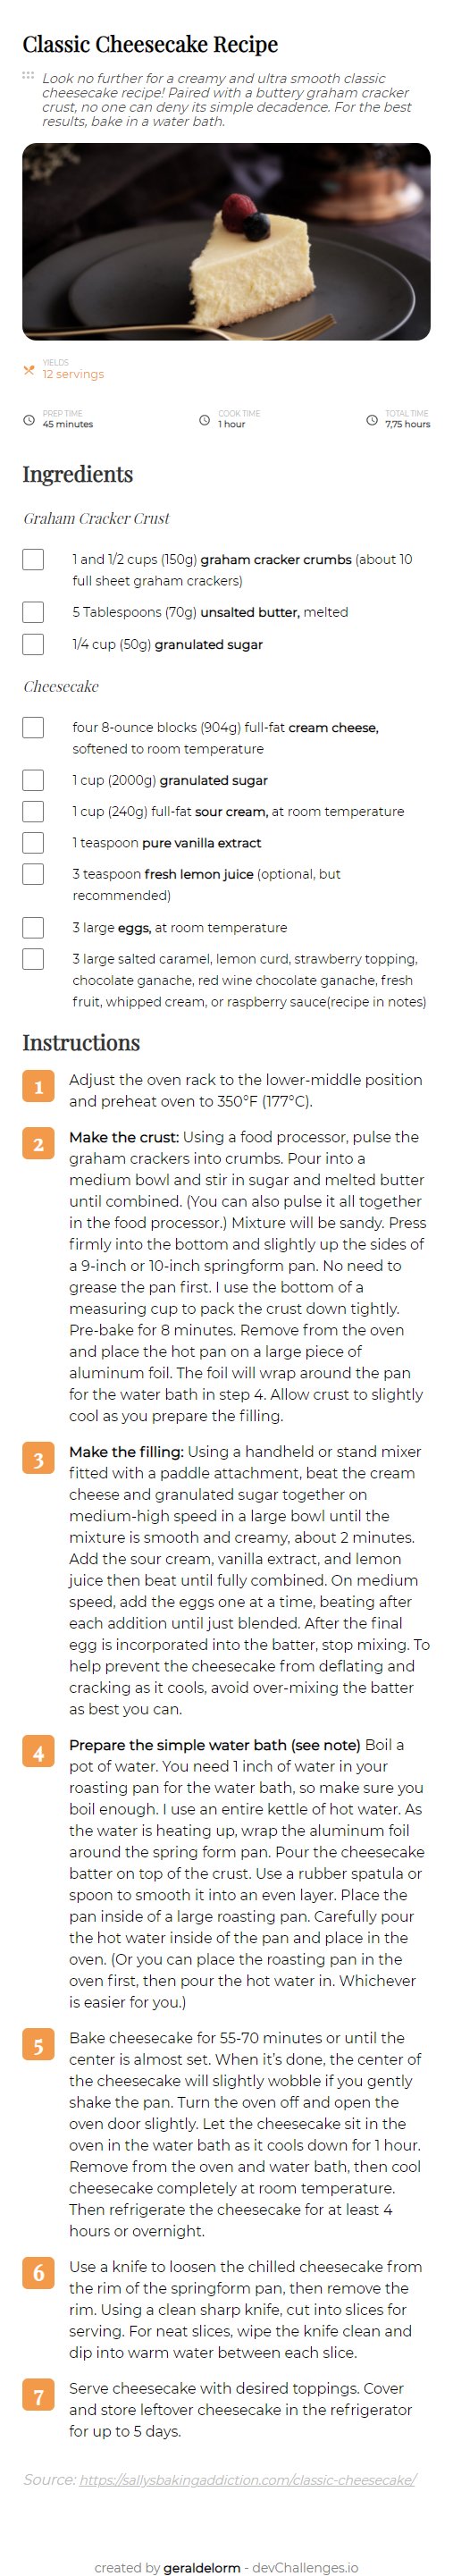 Classic Cheesecake Recipe
Look no further for a creamy and ultra smooth classic
cheesecake recipe! Paired with a buttery graham cracker
crust, no one can deny its simple decadence. For the best
results, bake in a water bath.
YIELDS
12 servings
PREP TIME
45 minutes
COOK TIME
1 hour
TOTAL TIME
7,75 hours
Ingredients
Graham Cracker Crust
1 and 1/2 cups (150g) graham cracker crumbs (about 10
full sheet graham crackers)
5 Tablespoons (70g) unsalted butter, melted
1/4 cup (50g) granulated sugar
Cheesecake
four 8-ounce blocks (904g) full-fat cream cheese,
softened to room temperature
1 cup (2000g) granulated sugar
1 cup (240g) full-fat sour cream, at room temperature
1 teaspoon pure vanilla extract
3 teaspoon fresh lemon juice (optional, but
recommended)
3 large eggs, at room temperature
3 large salted caramel, lemon curd, strawberry topping,
chocolate ganache, red wine chocolate ganache, fresh
fruit, whipped cream, or raspberry sauce(recipe in notes)
Instructions
1 Adjust the oven rack to the lower-middle position
and preheat oven to 350°F (177°C).
2 Make the crust: Using a food processor, pulse the
graham crackers into crumbs. Pour into a
medium bowl and stir in sugar and melted butter
until combined. (You can also pulse it all together
in the food processor.) Mixture will be sandy. Press
firmly into the bottom and slightly up the sides of
a 9-inch or 10-inch springform pan. No need to
grease the pan first. I use the bottom of a
measuring cup to pack the crust down tightly.
Pre-bake for 8 minutes. Remove from the oven
and place the hot pan on a large piece of
aluminum foil. The foil will wrap around the pan
for the water bath in step 4. Allow crust to slightly
cool as you prepare the filling.
3 Make the filling: Using a handheld or stand mixer
fitted with a paddle attachment, beat the cream
cheese and granulated sugar together on
medium-high speed in a large bowl until the
mixture is smooth and creamy, about 2 minutes.
Add the sour cream, vanilla extract, and lemon
juice then beat until fully combined. On medium
speed, add the eggs one at a time, beating after
each addition until just blended. After the final
egg is incorporated into the batter, stop mixing. To
help prevent the cheesecake from deflating and
cracking as it cools, avoid over-mixing the batter
as best you can.
4 Prepare the simple water bath (see note) Boil a
pot of water. You need 1 inch of water in your
roasting pan for the water bath, so make sure you
boil enough. I use an entire kettle of hot water. As
the water is heating up, wrap the aluminum foil
around the spring form pan. Pour the cheesecake
batter on top of the crust. Use a rubber spatula or
spoon to smooth it into an even layer. Place the
pan inside of a large roasting pan. Carefully pour
the hot water inside of the pan and place in the
oven. (Or you can place the roasting pan in the
oven first, then pour the hot water in. Whichever
is easier for you.)
5 Bake cheesecake for 55-70 minutes or until the
center is almost set. When it's done, the center of
the cheesecake will slightly wobble if you gently
shake the pan. Turn the oven off and open the
oven door slightly. Let the cheesecake sit in the
oven in the water bath as it cools down for 1 hour.
Remove from the oven and water bath, then cool
cheesecake completely at room temperature.
Then refrigerate the cheesecake for at least 4
hours or overnight.
6 Use a knife to loosen the chilled cheesecake from
the rim of the springform pan, then remove the
rim. Using a clean sharp knife, cut into slices for
serving. For neat slices, wipe the knife clean and
dip into warm water between each slice.
7 Serve cheesecake with desired toppings. Cover
and store leftover cheesecake in the refrigerator
for up to 5 days.
Source: https://sallysbakingaddiction.com/classic-cheesecake/
created by geraldelorm - devChallenges.io